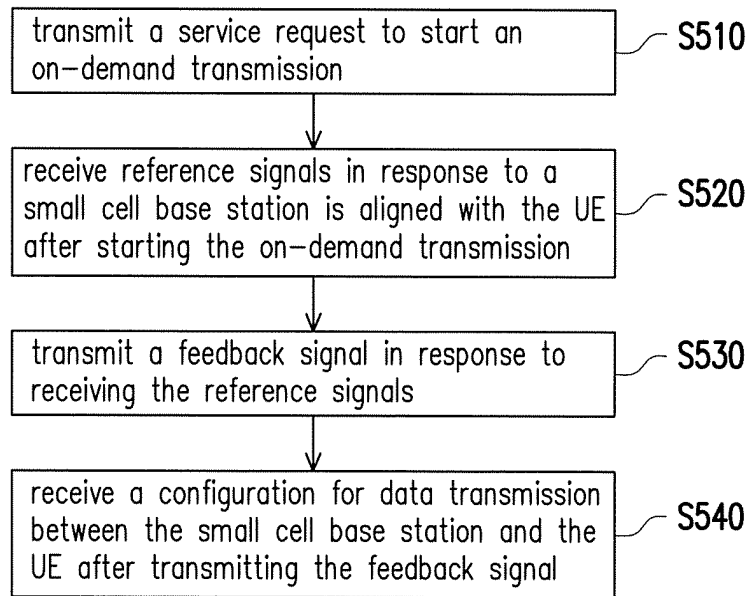 transmit a service request to start an
on-demand transmission
S510
receive reference signals in response to a
small cell base station is aligned with the UE
after starting the on-demand transmission
S520
transmit a feedback signal in response to
receiving the reference signals
S530
receive a configuration for data transmission
between the small cell base station and the
UE after transmitting the feedback signal
S540